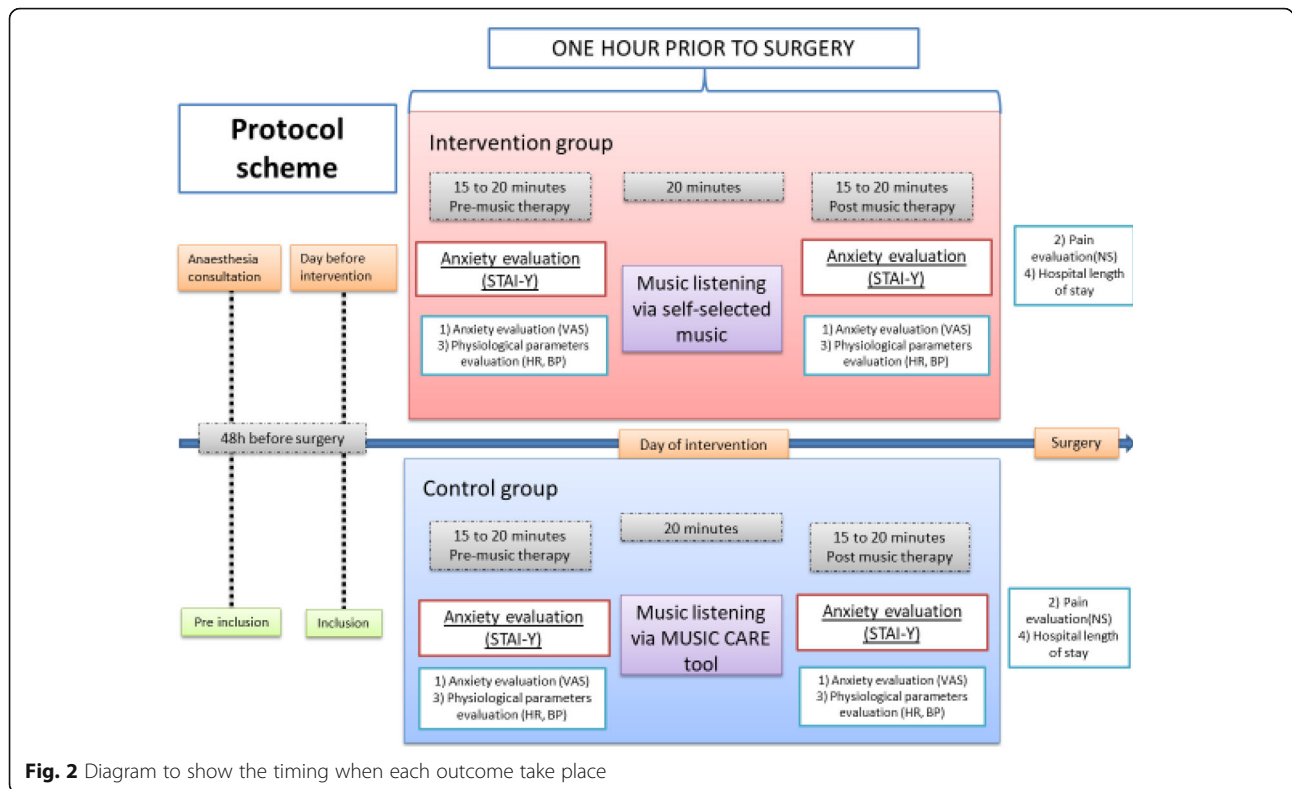 ONE HOUR PRIOR TO SURGERY
Protocol
scheme
Intervention group
15 to 20 minutes
Pre-music therapy
20 minutes
15 to 20 minutes
Post music therapy
Anaesthesia
consultation
Day before
intervention
Anxiety evaluation
(STAI-Y)
Music listening
via self-selected
music
Anxiety evaluation
(STAI-Y)
2) Pain
evaluation(NS)
4) Hospital length
of stay
1) Anxiety evaluation (VAS)
3) Physiological parameters
evaluation (HR, BP)
1) Anxiety evaluation (VAS)
3) Physiological parameters
evaluation (HR, BP)
48h before surgery
Day of intervention
Surgery
Control group
15 to 20 minutes
Pre-music therapy
20 minutes
15 to 20 minutes
Post music therapy
Pre inclusion
Inclusion
Anxiety evaluation
(STAI-Y)
Music listening
via MUSIC CARE
tool
Anxiety evaluation
(STAI-Y)
2) Pain
evaluation(NS)
4) Hospital length
of stay
1) Anxiety evaluation (VAS)
3) Physiological parameters
evaluation (HR, BP)
1) Anxiety evaluation (VAS)
3) Physiological parameters
evaluation (HR, BP)
Fig. 2 Diagram to show the timing when each outcome take place